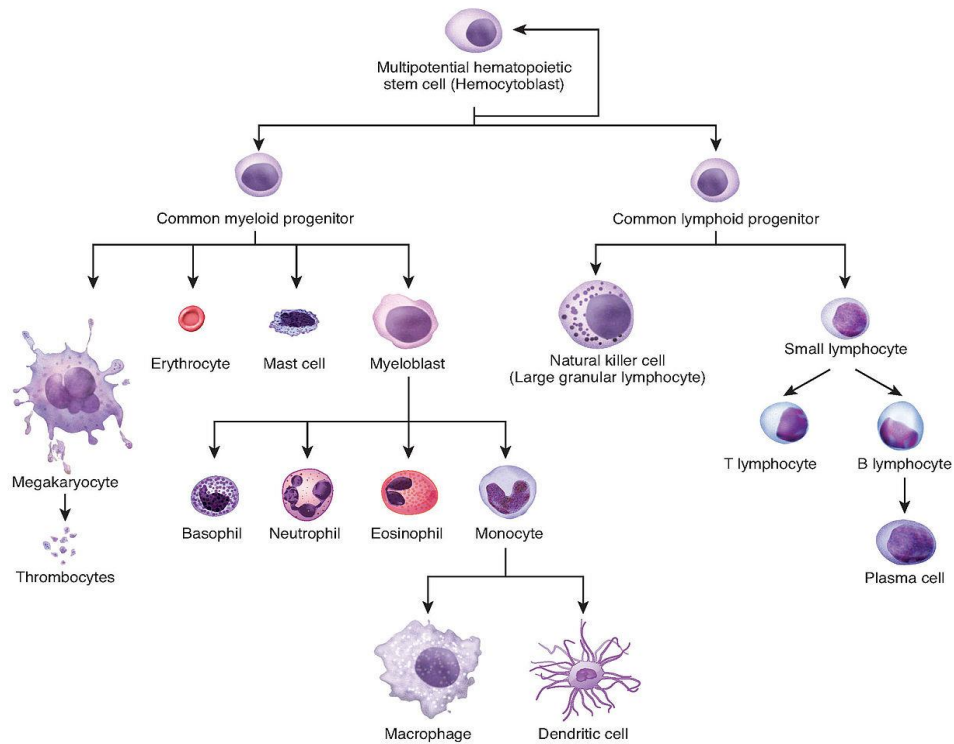 Multipotential hematopoietic
stem cell (Hemocytoblast)
Common myeloid progenitor
Common lymphoid progenitor
Erythrocyte
Mast cell
Myeloblast
Natural killer cell
(Large granular lymphocyte)
Small lymphocyte
T lymphocyte
B lymphocyte
Megakaryocyte
Basophil
Neutrophil
Eosinophil
Monocyte
Thrombocytes
Plasma cell
Macrophage
Dendritic cell